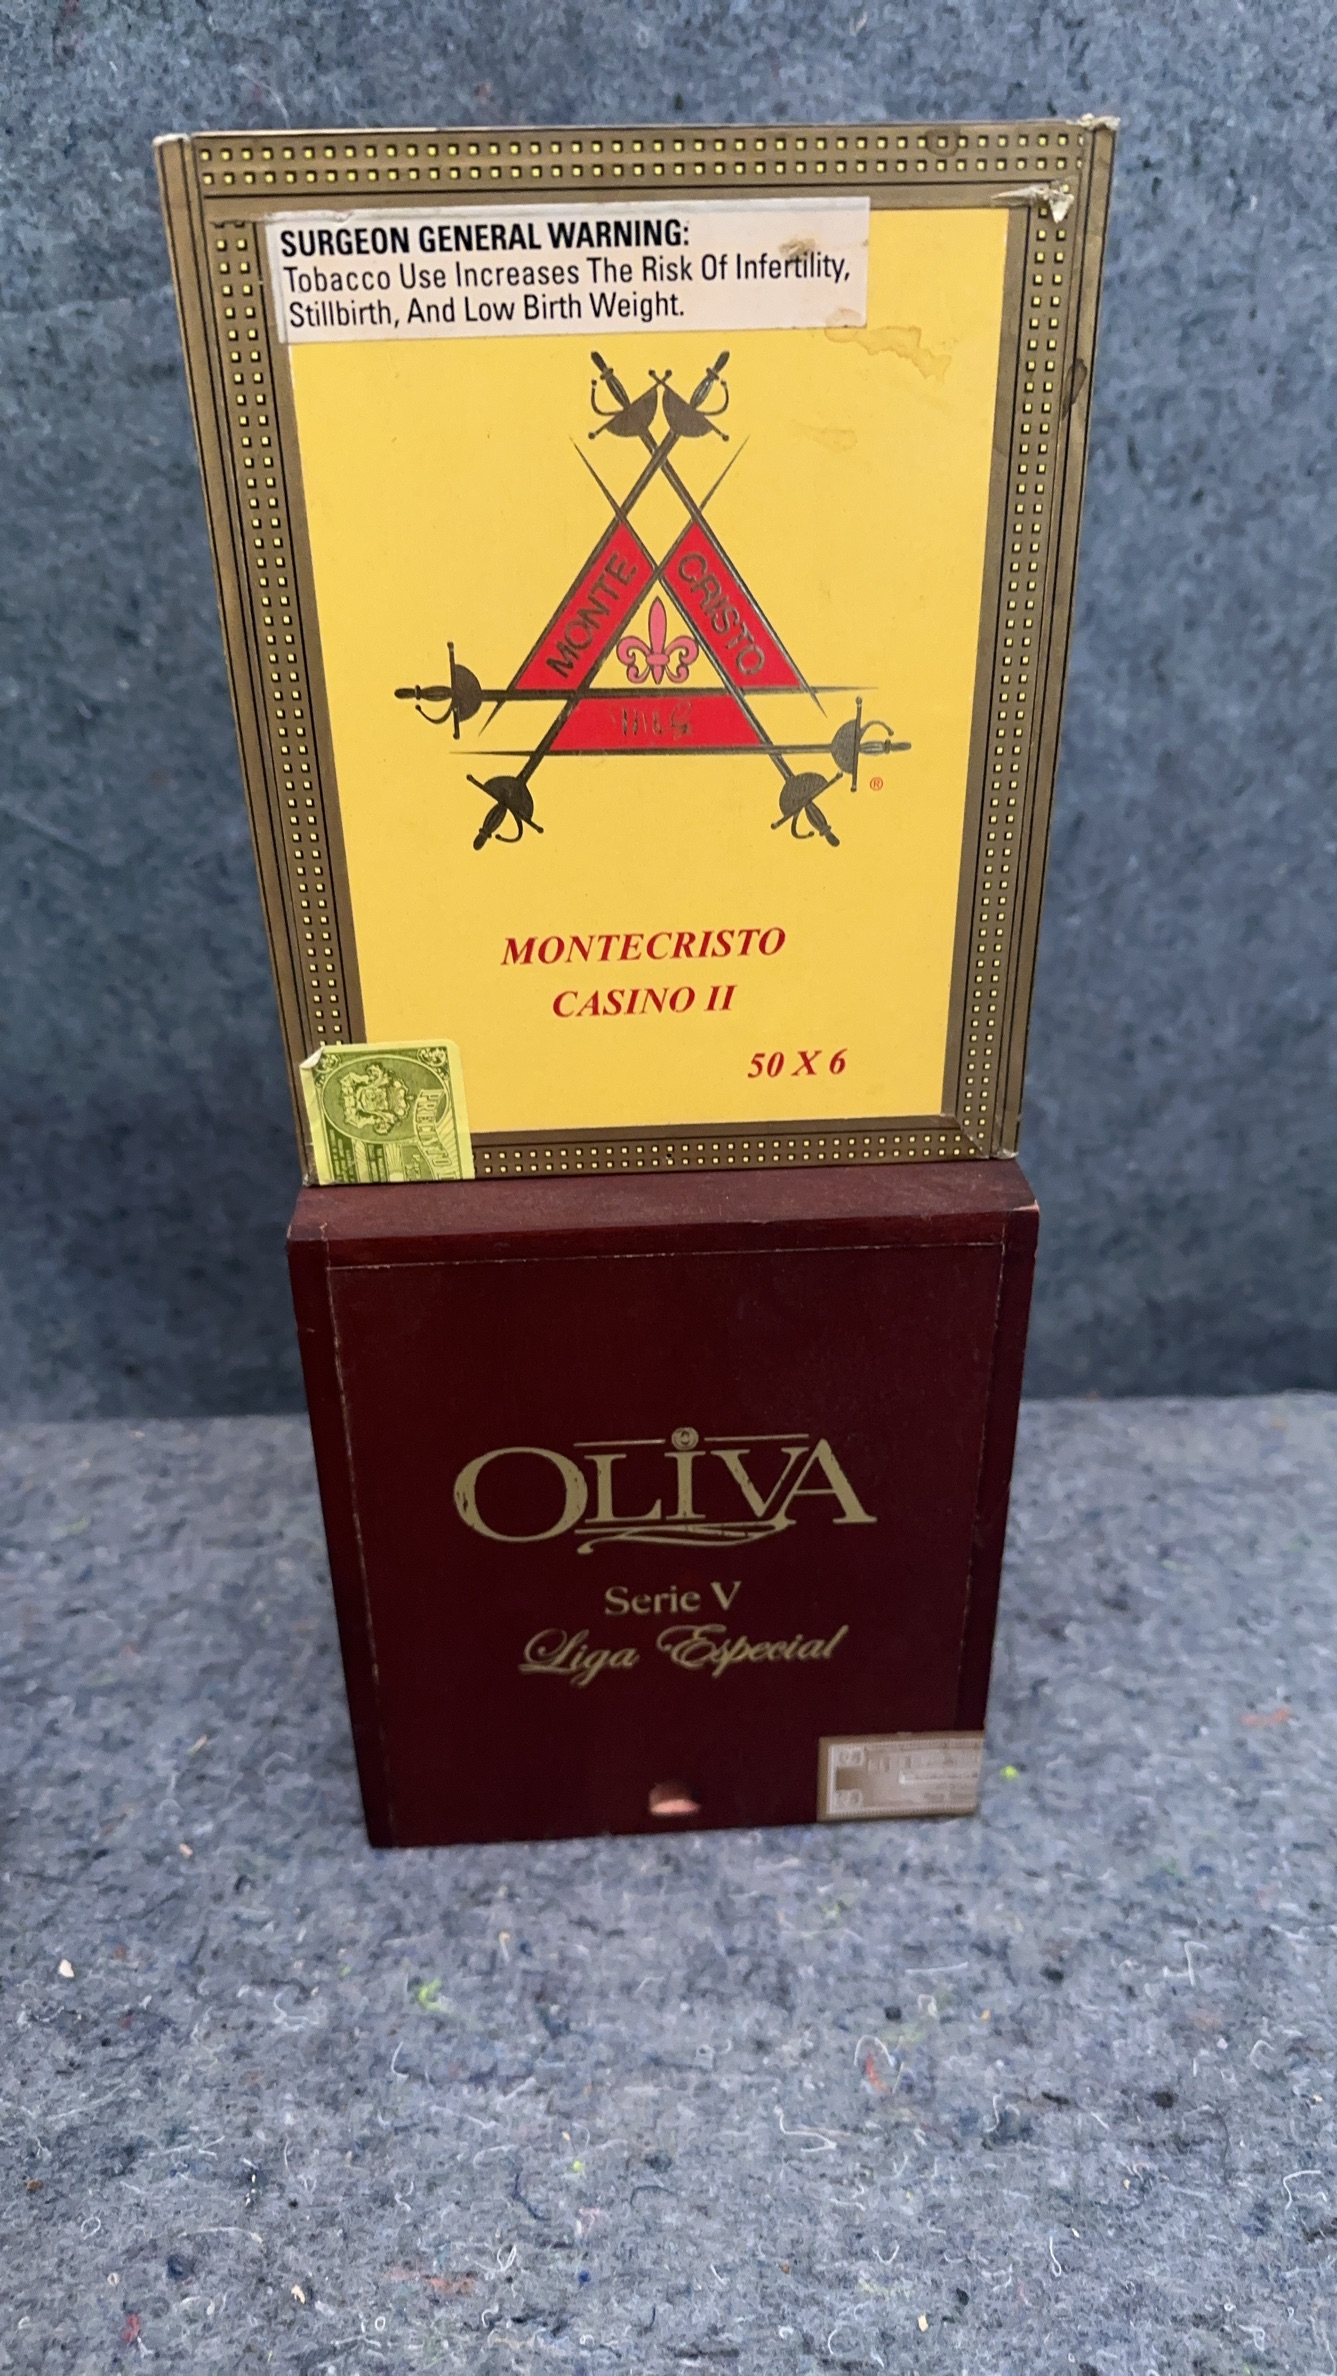 SURGEON GENERAL WARNING:
Tobacco Use Increases The Risk Of Infertility,
Stillbirth, And Low Birth Weight.
MONTE CRISTO
®
MONTECRISTO
CASINO II
50 X 6
OLiVA
Serie V
Liga Especial